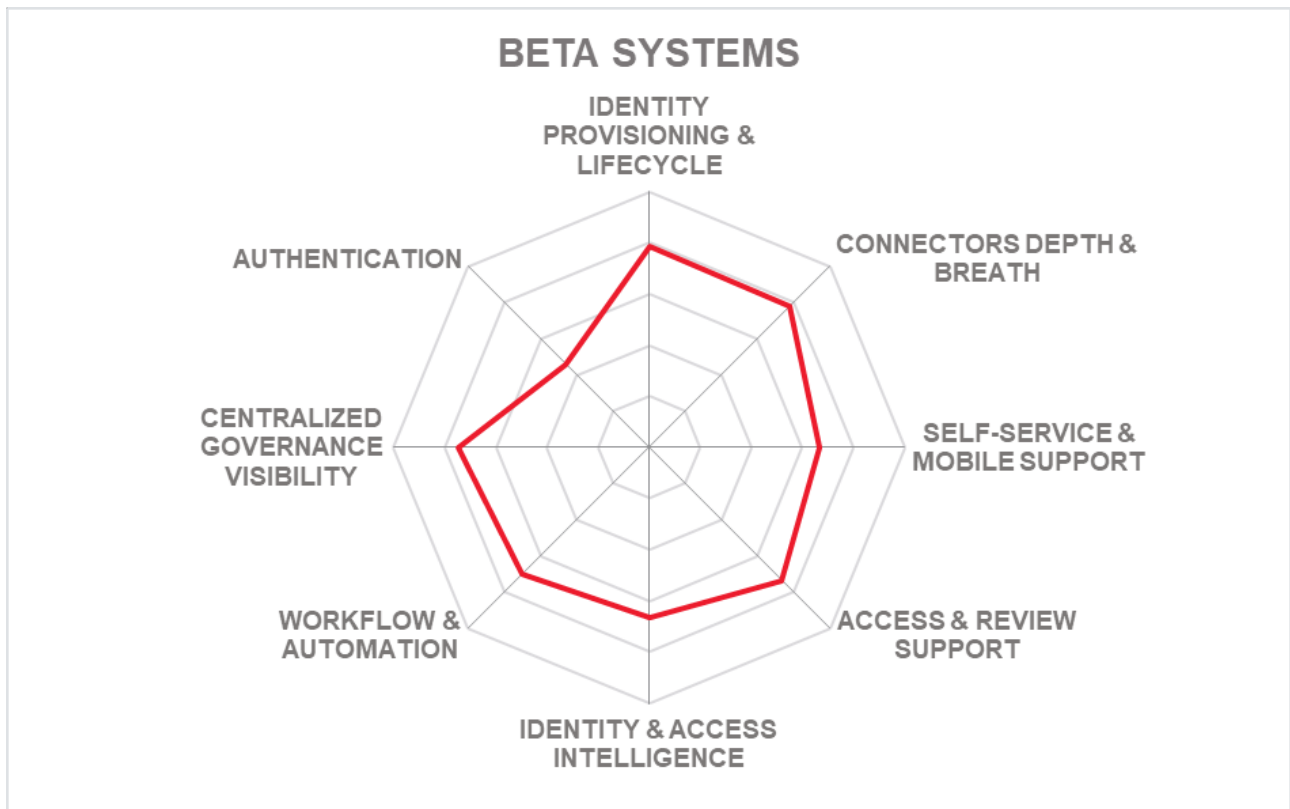 BETA SYSTEMS
IDENTITY
PROVISIONING &
LIFECYCLE
CONNECTORS DEPTH &
BREATH
SELF-SERVICE &
MOBILE SUPPORT
ACCESS & REVIEW
SUPPORT
IDENTITY & ACCESS
INTELLIGENCE
WORKFLOW &
AUTOMATION
CENTRALIZED
GOVERNANCE
VISIBILITY
AUTHENTICATION